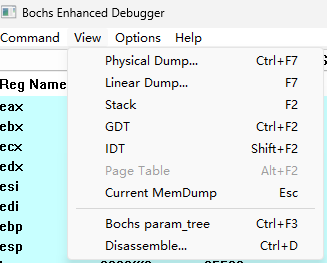 Bochs Enhanced Debugger
Command View Options Help
Reg Name
eax
ebx
ecx
edx
esi
edi
ebp
esp
Physical Dump... Ctrl+F7
Linear Dump... F7
Stack F2
GDT Ctrl+F2
IDT Shift+F2
Page Table Alt+F2
Current MemDump Esc
Bochs param_tree Ctrl+F3
Disassemble... Ctrl+D